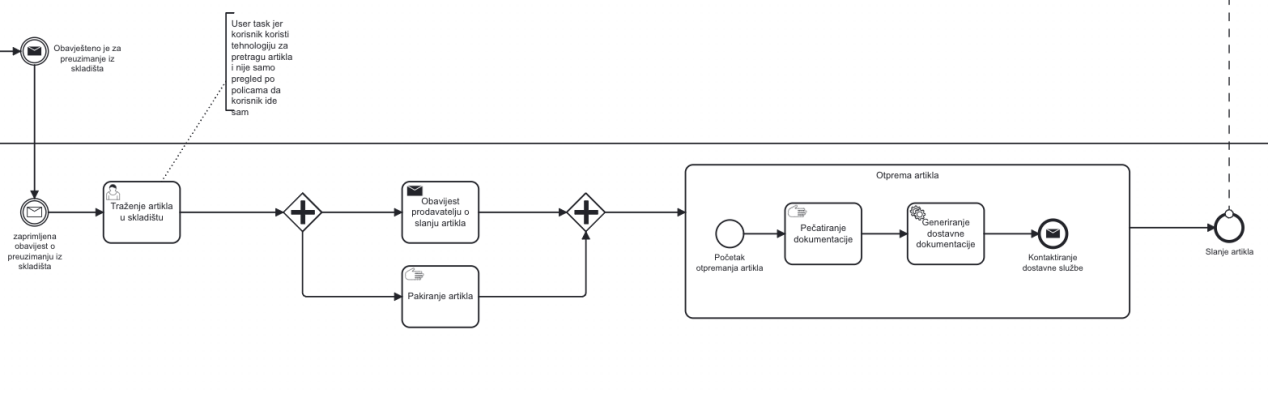 Obavješteno je za
preuzimanje iz
skladišta
User task jer
korisnik koristi
tehnologiju za
pretragu artikla
i nije samo
pregled po
policama da
korisnik ide
sam
zaprimljena
obavijest o
preuzimanju iz
skladišta
Traženje artikla
u skladištu
Obavijest
prodavatelju o
slanju artikla
Pakiranje artikla
Otprema artikla
Početak
otpremanja artikla
Pečatiranje
dokumentacije
Generiranje
dostavne
dokumentacije
Kontaktiranje
dostavne službe
Slanje artikla